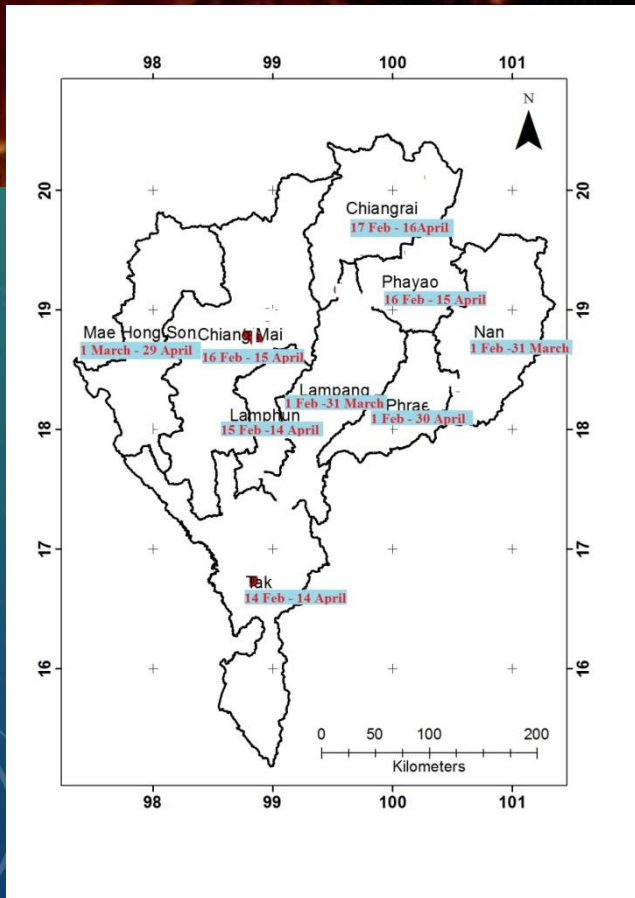 98 99 100 101
N
20 20
Chiangrai
17 Feb - 16April
Phayao
16 Feb - 15 April
19 19
Mae Hong Son
1 March - 29 April
Chiang Mai
16 Feb - 15 April
Nan
1 Feb -31 March
Lampang
1 Feb -31 March
Phrae
1 Feb - 30 April
Lamphun
15 Feb -14 April
18 18
17 17
Tak
14 Feb - 14 April
16 16
0 50 100 200
Kilometers
98 99 100 101